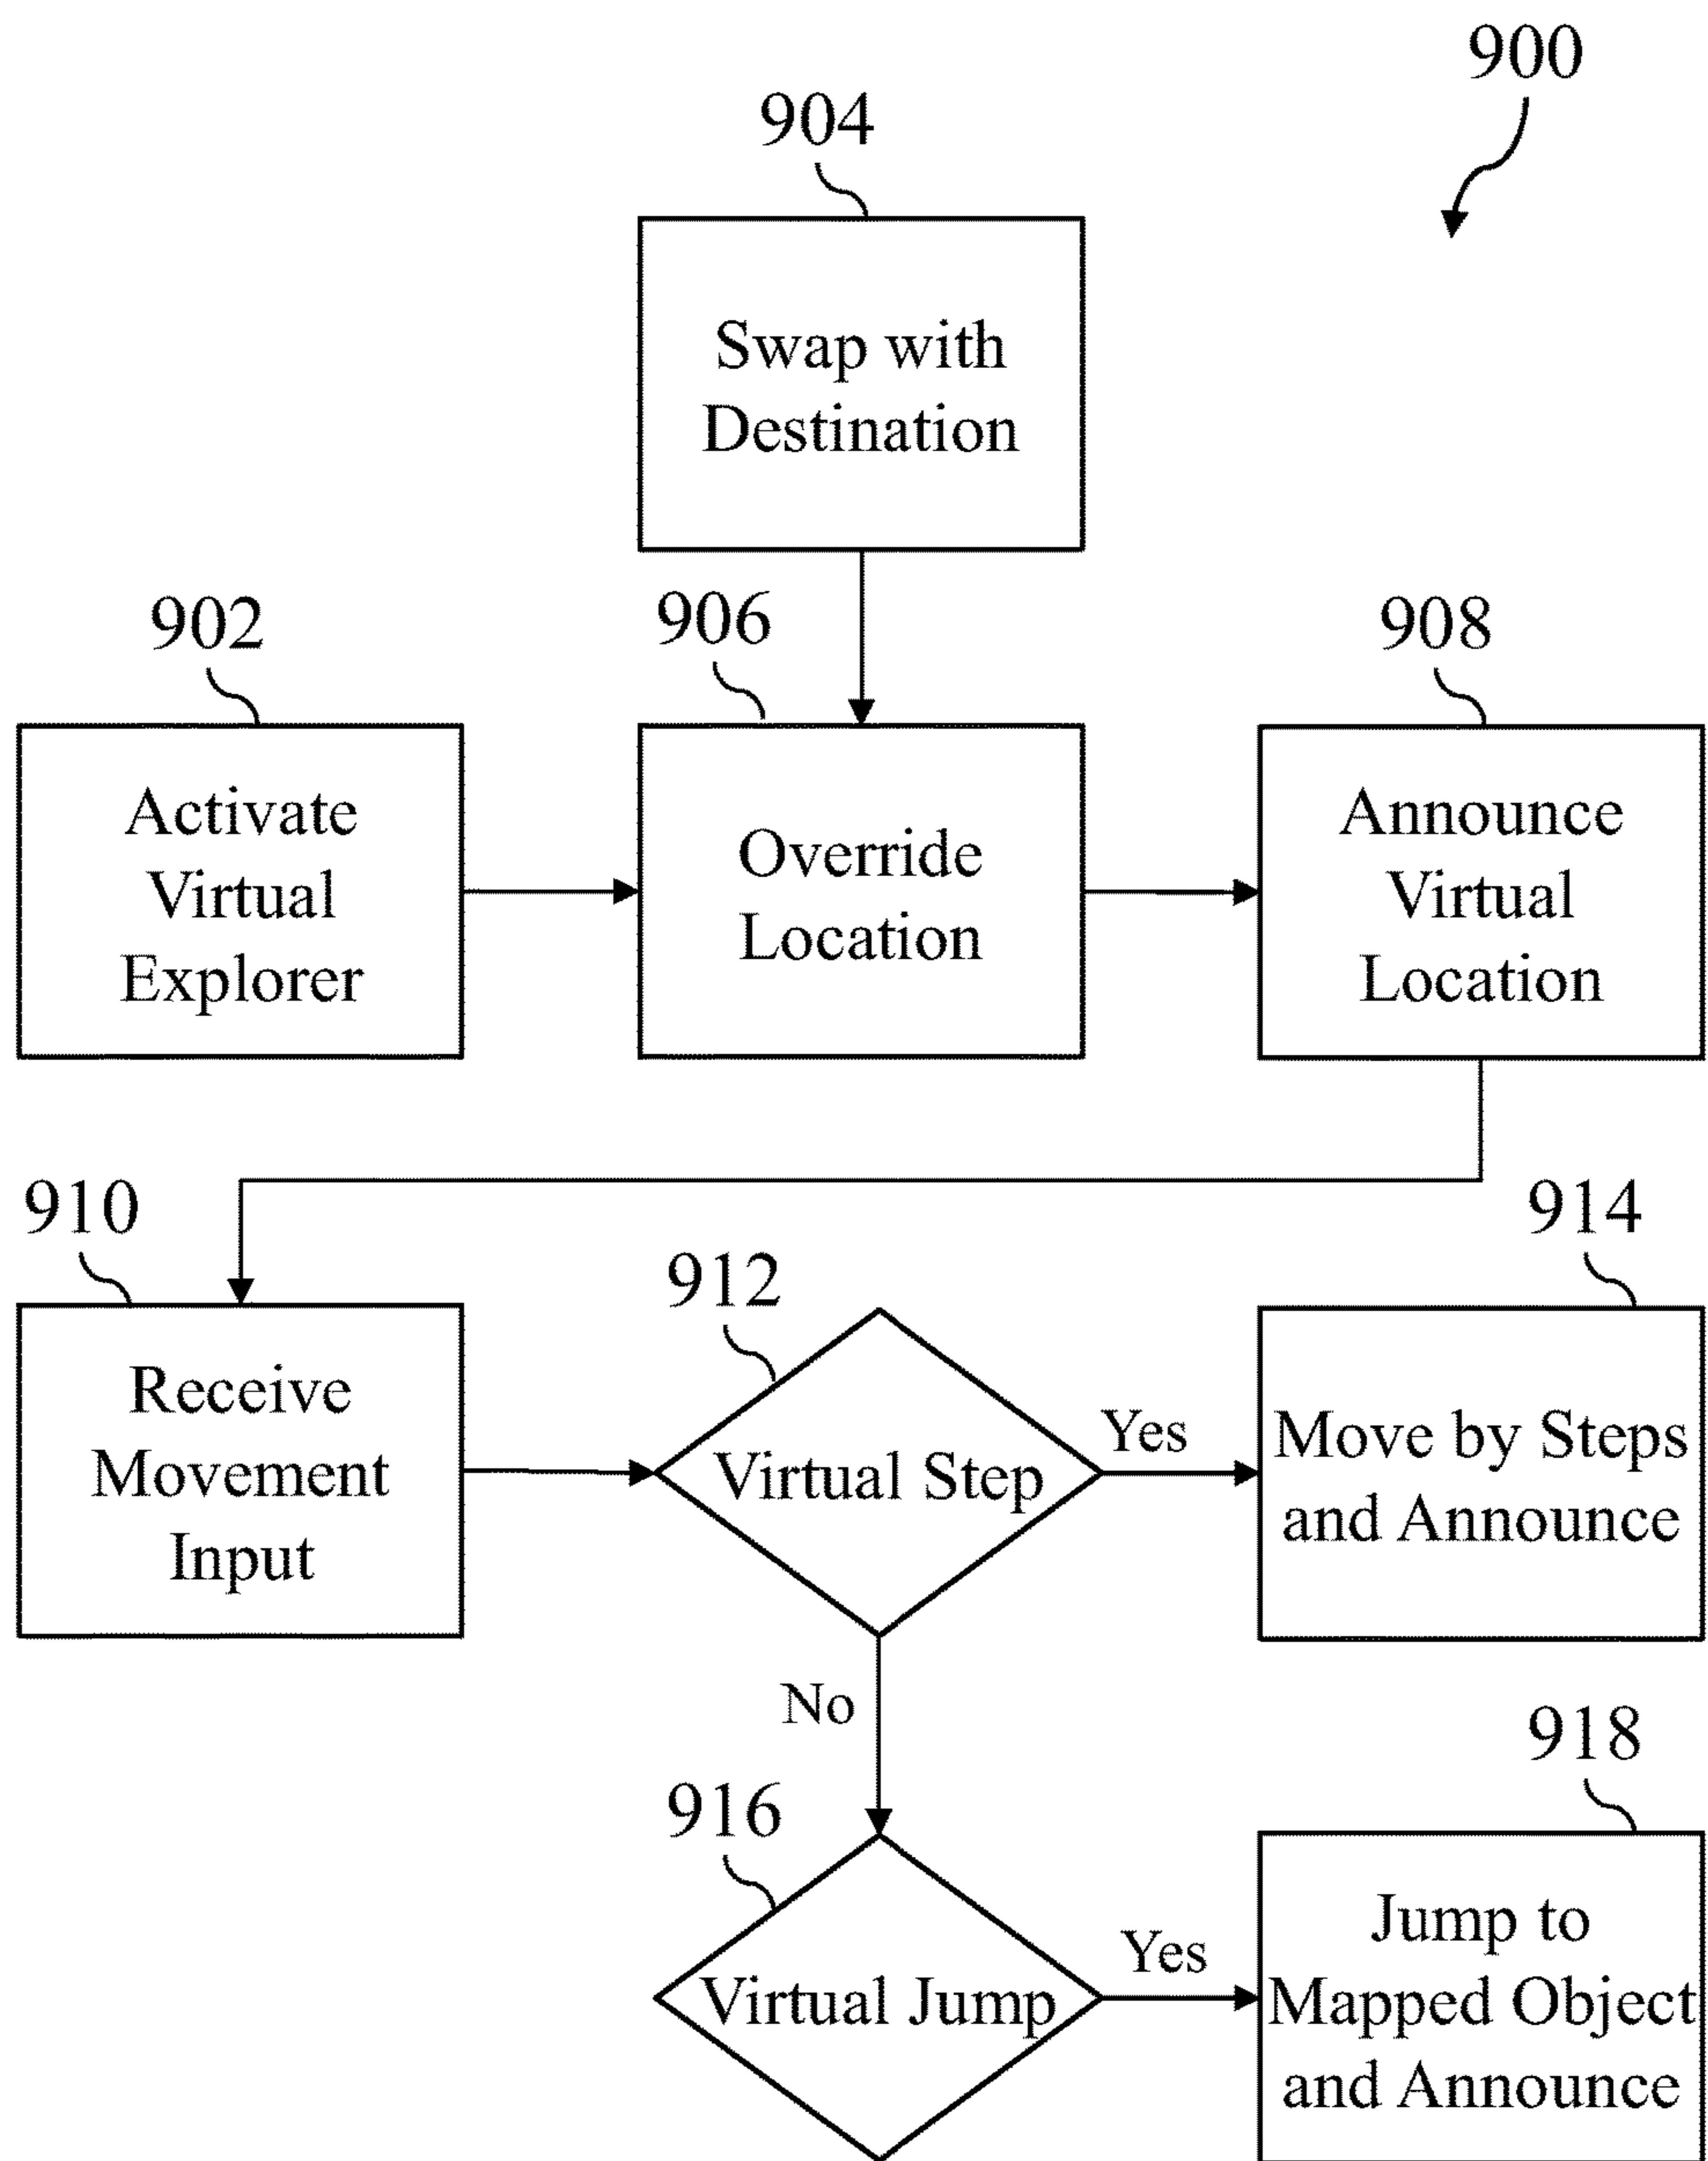 900
904
Swap with
Destination
902
906
908
Activate
Virtual
Explorer
Override
Location
Announce
Virtual
Location
910
912
914
Receive
Movement
Input
Virtual Step
Yes
Move by Steps
and Announce
No
916
918
Virtual Jump
Yes
Jump to
Mapped Object
and Announce